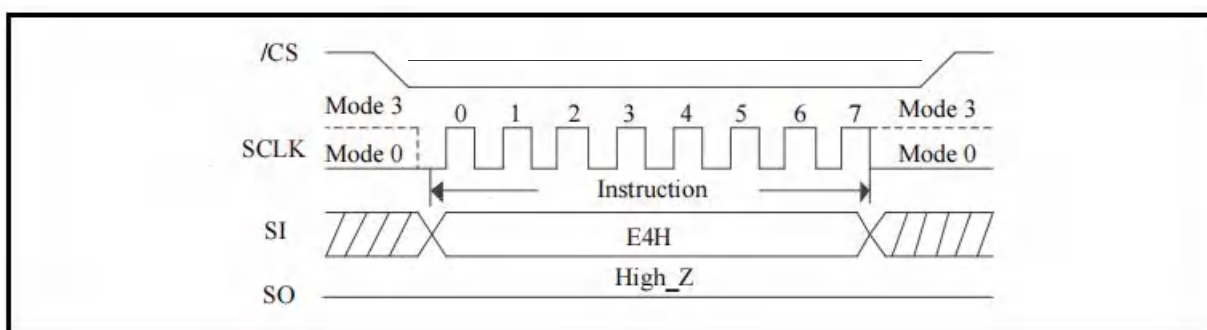 /CS
Mode 3 0 1 2 3 4 5 6 7 Mode 3
SCLK Mode 0 Mode 0
Instruction
SI E4H
High_Z
SO